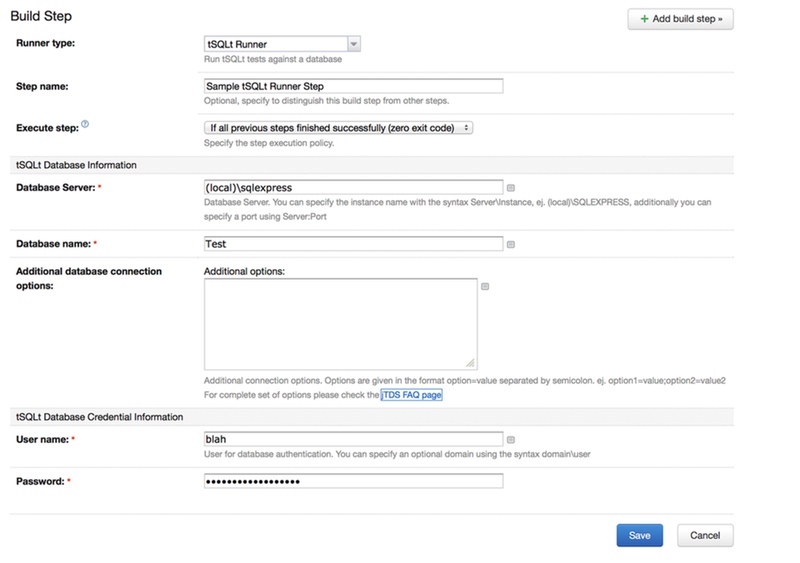 Build Step
+ Add build step »
Runner type:
tSQLt Runner
Run tSQLt tests against a database
Step name:
Sample tSQLt Runner Step
Optional, specify to distinguish this build step from other steps.
Execute step: ?
If all previous steps finished successfully (zero exit code)
Specify the step execution policy.
tSQLt Database Information
Database Server: *
(local)\sqlexpress
Database Server. You can specify the instance name with the syntax Server\Instance, ej. (local)\SQLEXPRESS, additionally you can
specify a port using Server:Port
Database name: *
Test
Additional database connection
options:
Additional options:
Additional connection options. Options are given in the format option=value separated by semicolon. ej. option1=value;option2=value2
For complete set of options please check the jTDS FAQ page
tSQLt Database Credential Information
User name: *
blah
User for database authentication. You can specify an optional domain using the syntax domain\user
Password: *
••••••••••••••••••
Save
Cancel